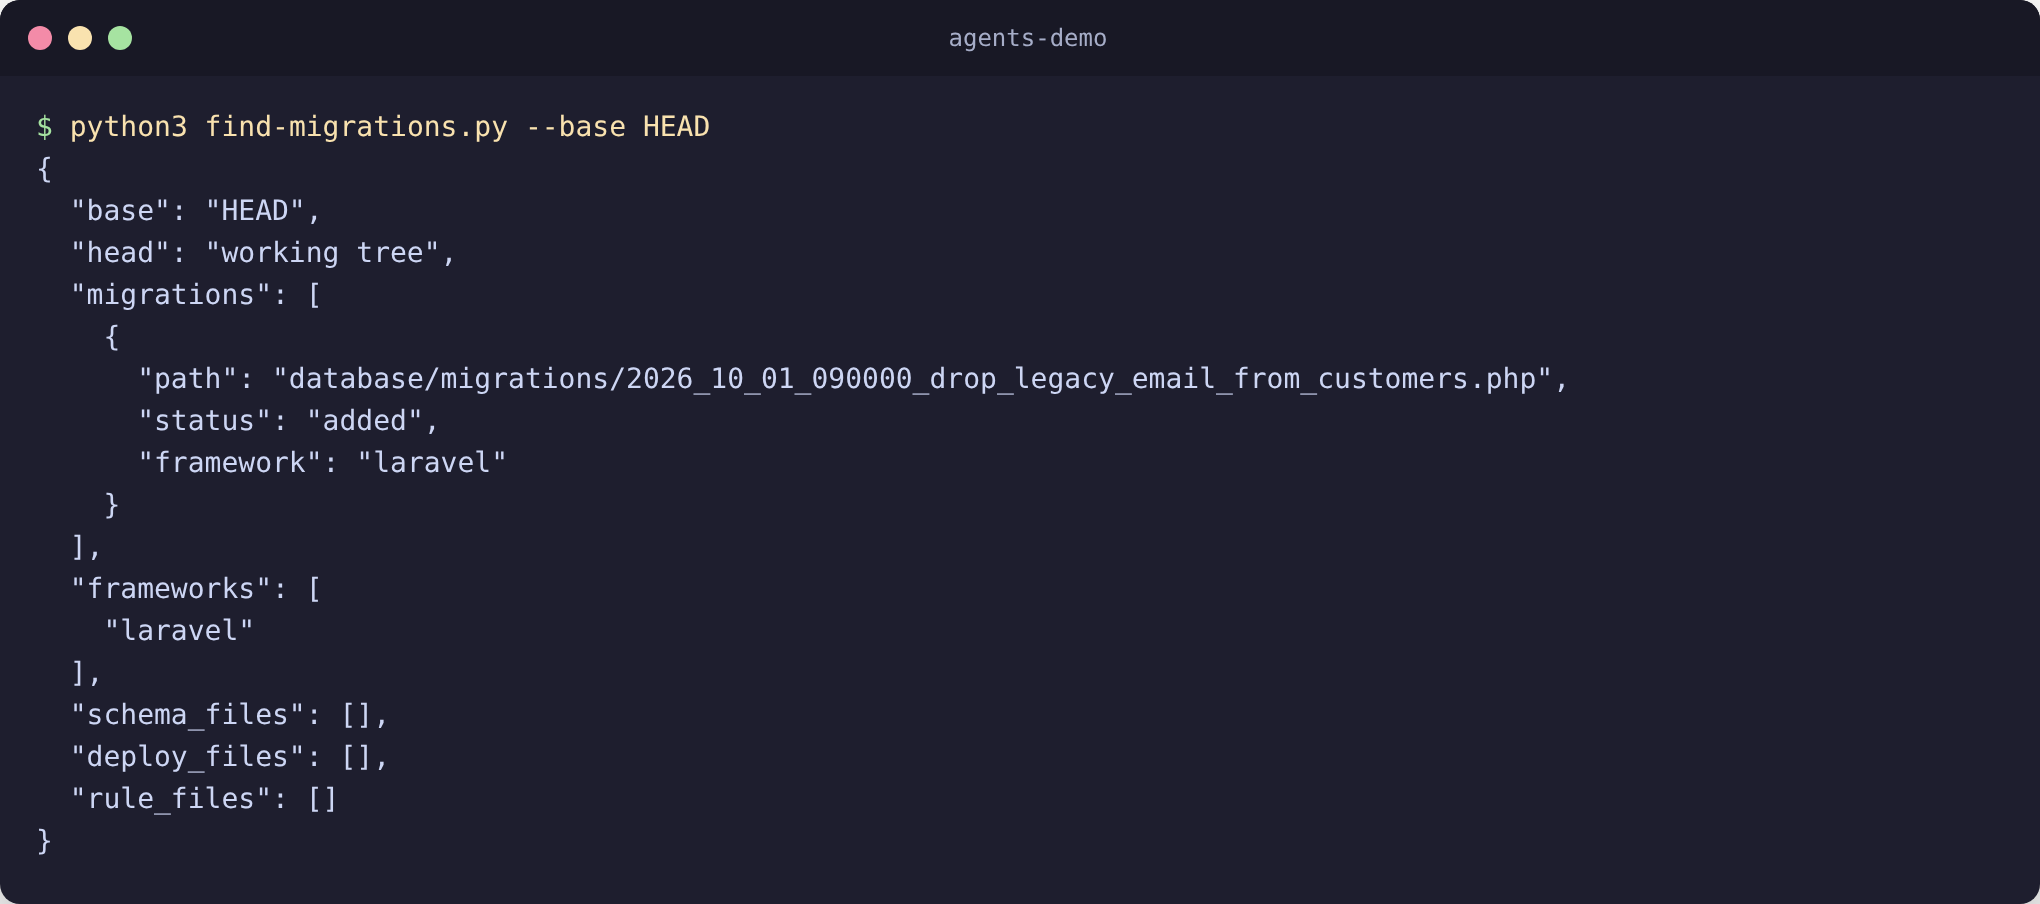 agents-demo
$ python3 find-migrations.py --base HEAD
{
  "base": "HEAD",
  "head": "working tree",
  "migrations": [
    {
      "path": "database/migrations/2026_10_01_090000_drop_legacy_email_from_customers.php",
      "status": "added",
      "framework": "laravel"
    }
  ],
  "frameworks": [
    "laravel"
  ],
  "schema_files": [],
  "deploy_files": [],
  "rule_files": []
}